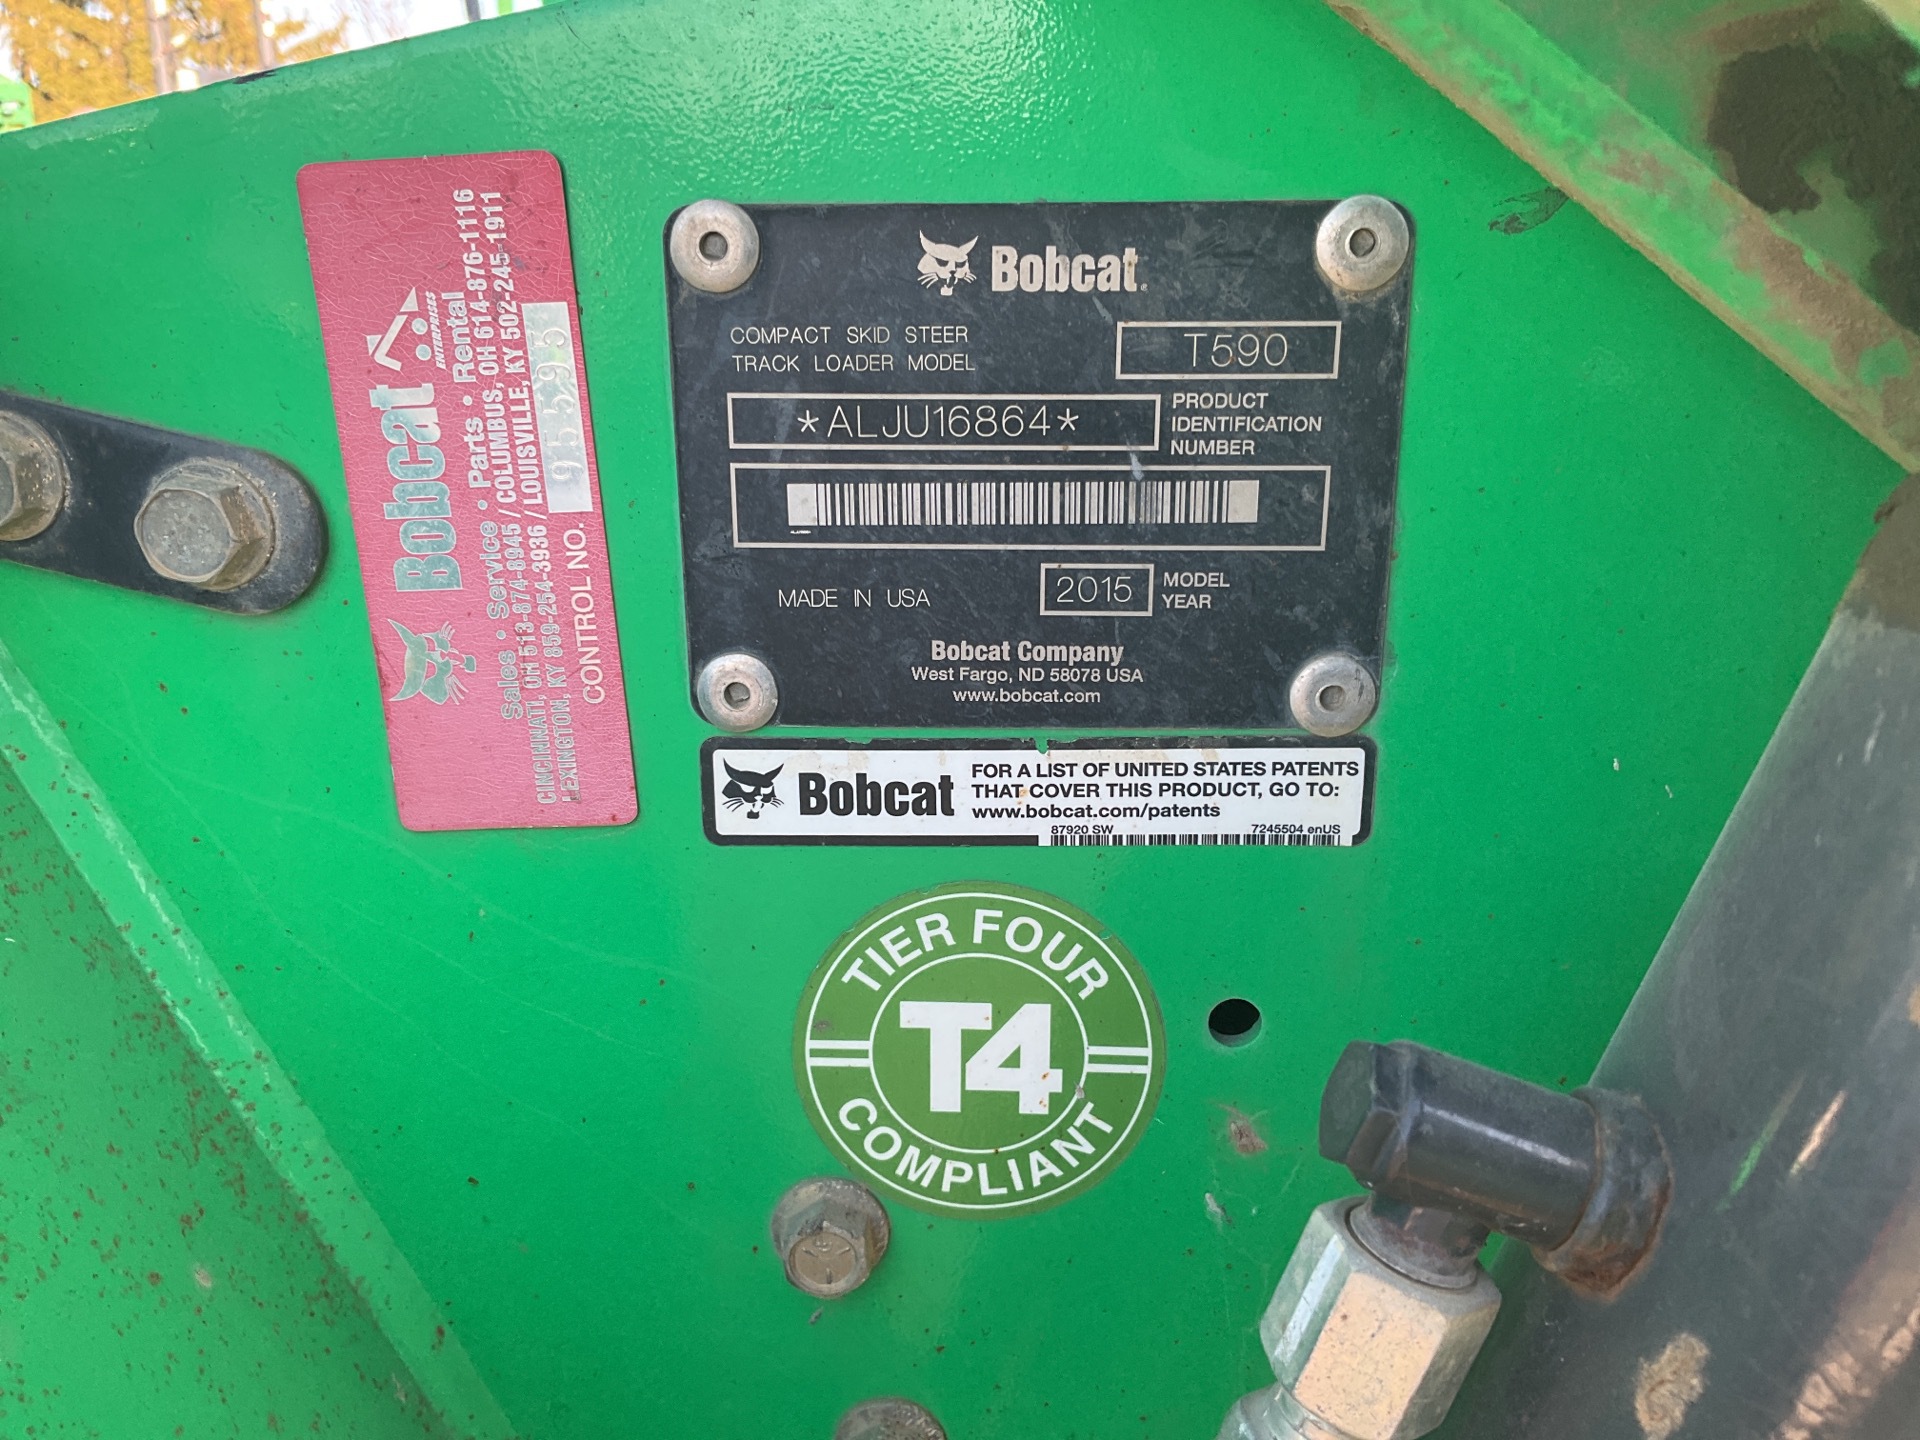 Bobcat
ENTERPRISES
Sales • Service • Parts • Rental
CINCINNATI, OH 513-874-8945 / COLUMBUS, OH 614-876-1116
LEXINGTON, KY 859-254-3936 / LOUISVILLE, KY 502-245-1911
CONTROL NO. 95595
Bobcat
COMPACT SKID STEER
TRACK LOADER MODEL
T590
*ALJU16864*
PRODUCT
IDENTIFICATION
NUMBER
MADE IN USA
2015
MODEL
YEAR
Bobcat Company
West Fargo, ND 58078 USA
www.bobcat.com
Bobcat
FOR A LIST OF UNITED STATES PATENTS
THAT COVER THIS PRODUCT, GO TO:
www.bobcat.com/patents
87920 SW 7245504 enUS
TIER FOUR
T4
COMPLIANT